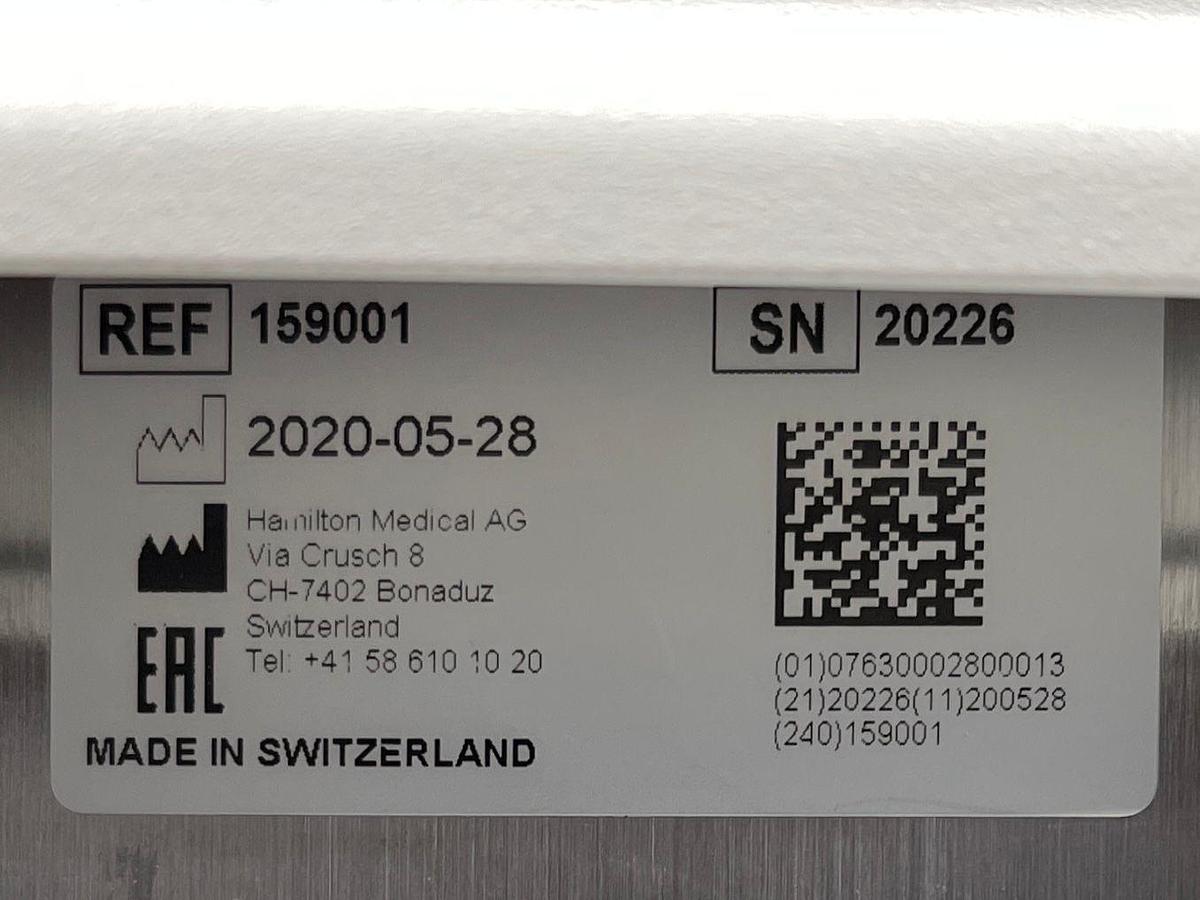 REF 159001
SN 20226
2020-05-28
Hamilton Medical AG
Via Crusch 8
CH-7402 Bonaduz
Switzerland
Tel: +41 58 610 10 20
EAC
MADE IN SWITZERLAND
(01)07630002800013
(21)20226(11)200528
(240)159001